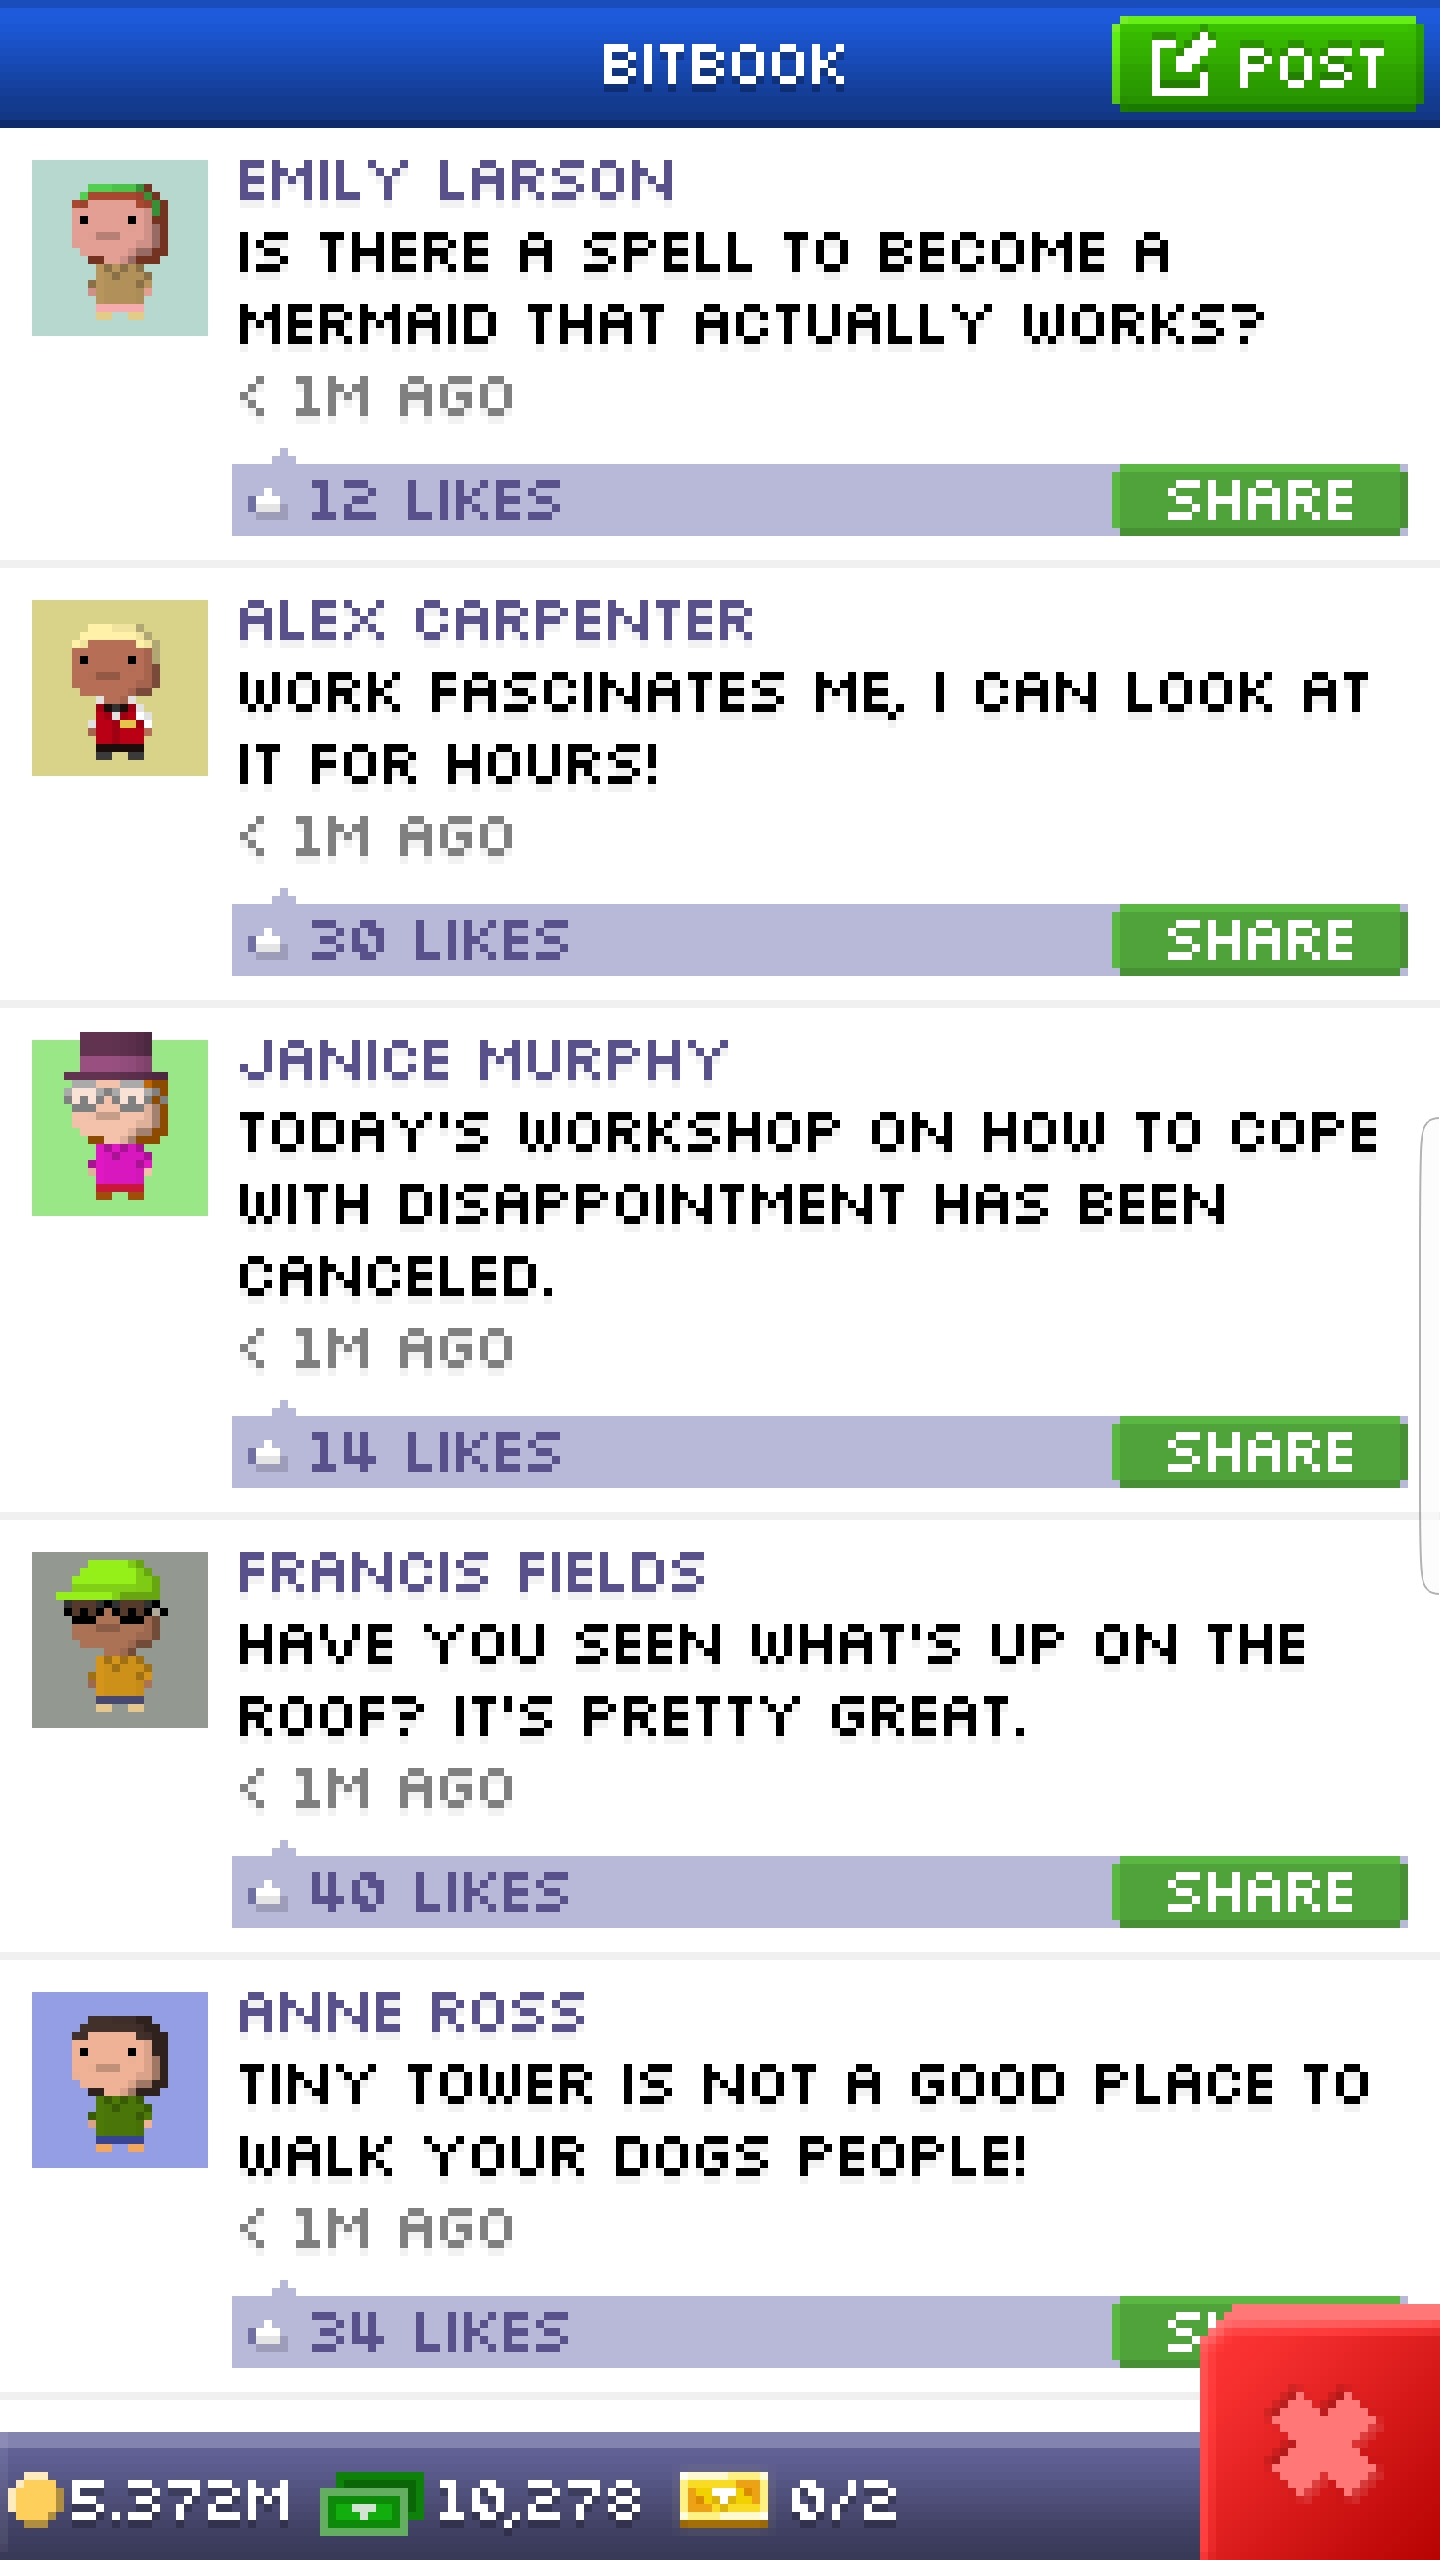 BITBOOK
POST
EMILY LARSON
IS THERE A SPELL TO BECOME A
MERMAID THAT ACTUALLY WORKS?
< 1M AGO
12 LIKES
SHARE
ALEX CARPENTER
WORK FASCINATES ME, I CAN LOOK AT
IT FOR HOURS!
< 1M AGO
30 LIKES
SHARE
JANICE MURPHY
TODAY'S WORKSHOP ON HOW TO COPE
WITH DISAPPOINTMENT HAS BEEN
CANCELED.
< 1M AGO
14 LIKES
SHARE
FRANCIS FIELDS
HAVE YOU SEEN WHAT'S UP ON THE
ROOF? IT'S PRETTY GREAT.
< 1M AGO
40 LIKES
SHARE
ANNE ROSS
TINY TOWER IS NOT A GOOD PLACE TO
WALK YOUR DOGS PEOPLE!
< 1M AGO
34 LIKES
5.372M 10,278 0/2